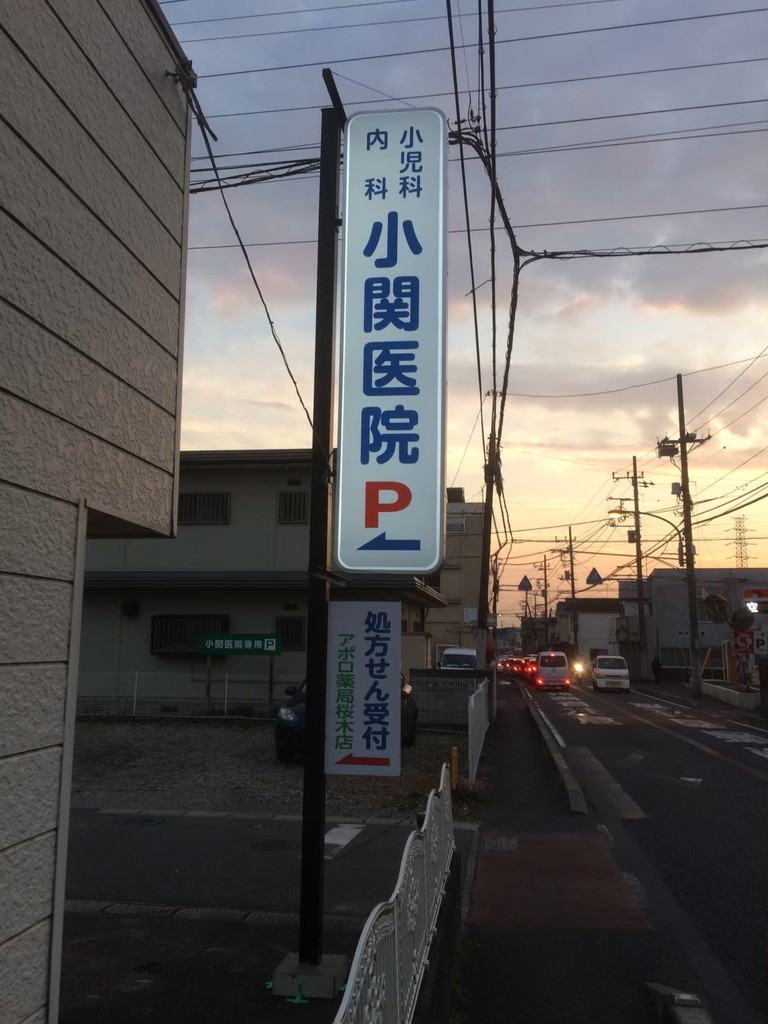 小児科
内科
小関医院
P
処方せん受付
アポロ薬局桜木店
小関医院専用P